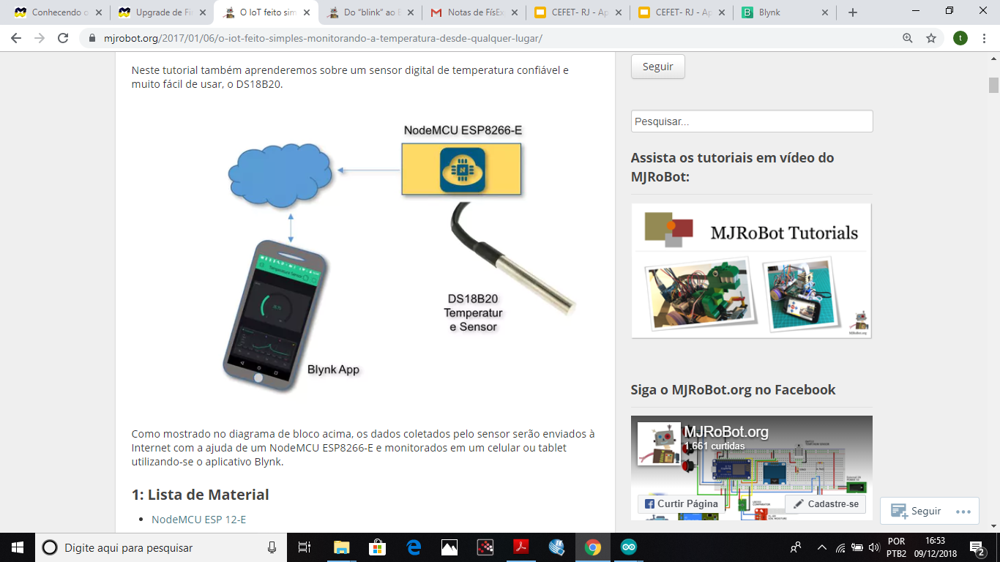 Conhecendo o
Upgrade de Fi
O IoT feito sim
Do “blink” ao E
Notas de FísEx
CEFET- RJ - Ap
CEFET- RJ - Ap
Blynk
mjrobot.org/2017/01/06/o-iot-feito-simples-monitorando-a-temperatura-desde-qualquer-lugar/
t
Neste tutorial também aprenderemos sobre um sensor digital de temperatura confiável e
muito fácil de usar, o DS18B20.
NodeMCU ESP8266-E
N
Temperature Sensor
DS18B20
Temperatur
e Sensor
Blynk App
Como mostrado no diagrama de bloco acima, os dados coletados pelo sensor serão enviados à
Internet com a ajuda de um NodeMCU ESP8266-E e monitorados em um celular ou tablet
utilizando-se o aplicativo Blynk.
1: Lista de Material
NodeMCU ESP 12-E
Seguir
Pesquisar...
Assista os tutoriais em vídeo do
MJRoBot:
MJRoBot Tutorials
MJRoBot.org
Siga o MJRoBot.org no Facebook
MJRoBot.org
1.661 curtidas
Curtir Página
Cadastre-se
Seguir
Digite aqui para pesquisar
POR
PTB2
16:53
09/12/2018
2